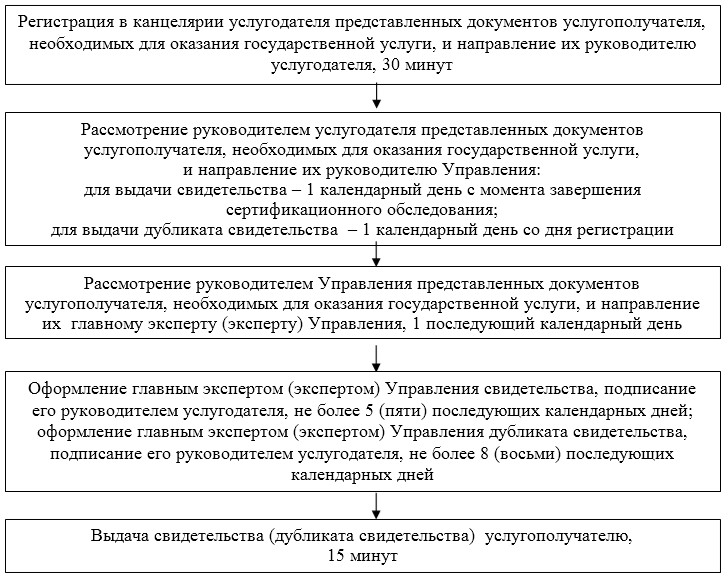 Регистрация в канцелярии услугодателя представленных документов услугополучателя,
необходимых для оказания государственной услуги, и направление их руководителю
услугодателя, 30 минут
Рассмотрение руководителем услугодателя представленных документов
услугополучателя, необходимых для оказания государственной услуги,
и направление их руководителю Управления:
для выдачи свидетельства – 1 календарный день с момента завершения
сертификационного обследования;
для выдачи дубликата свидетельства – 1 календарный день со дня регистрации
Рассмотрение руководителем Управления представленных документов
услугополучателя, необходимых для оказания государственной услуги, и направление
их главному эксперту (эксперту) Управления, 1 последующий календарный день
Оформление главным экспертом (экспертом) Управления свидетельства, подписание
его руководителем услугодателя, не более 5 (пяти) последующих календарных дней;
оформление главным экспертом (экспертом) Управления дубликата свидетельства,
подписание его руководителем услугодателя, не более 8 (восьми) последующих
календарных дней
Выдача свидетельства (дубликата свидетельства) услугополучателю,
15 минут